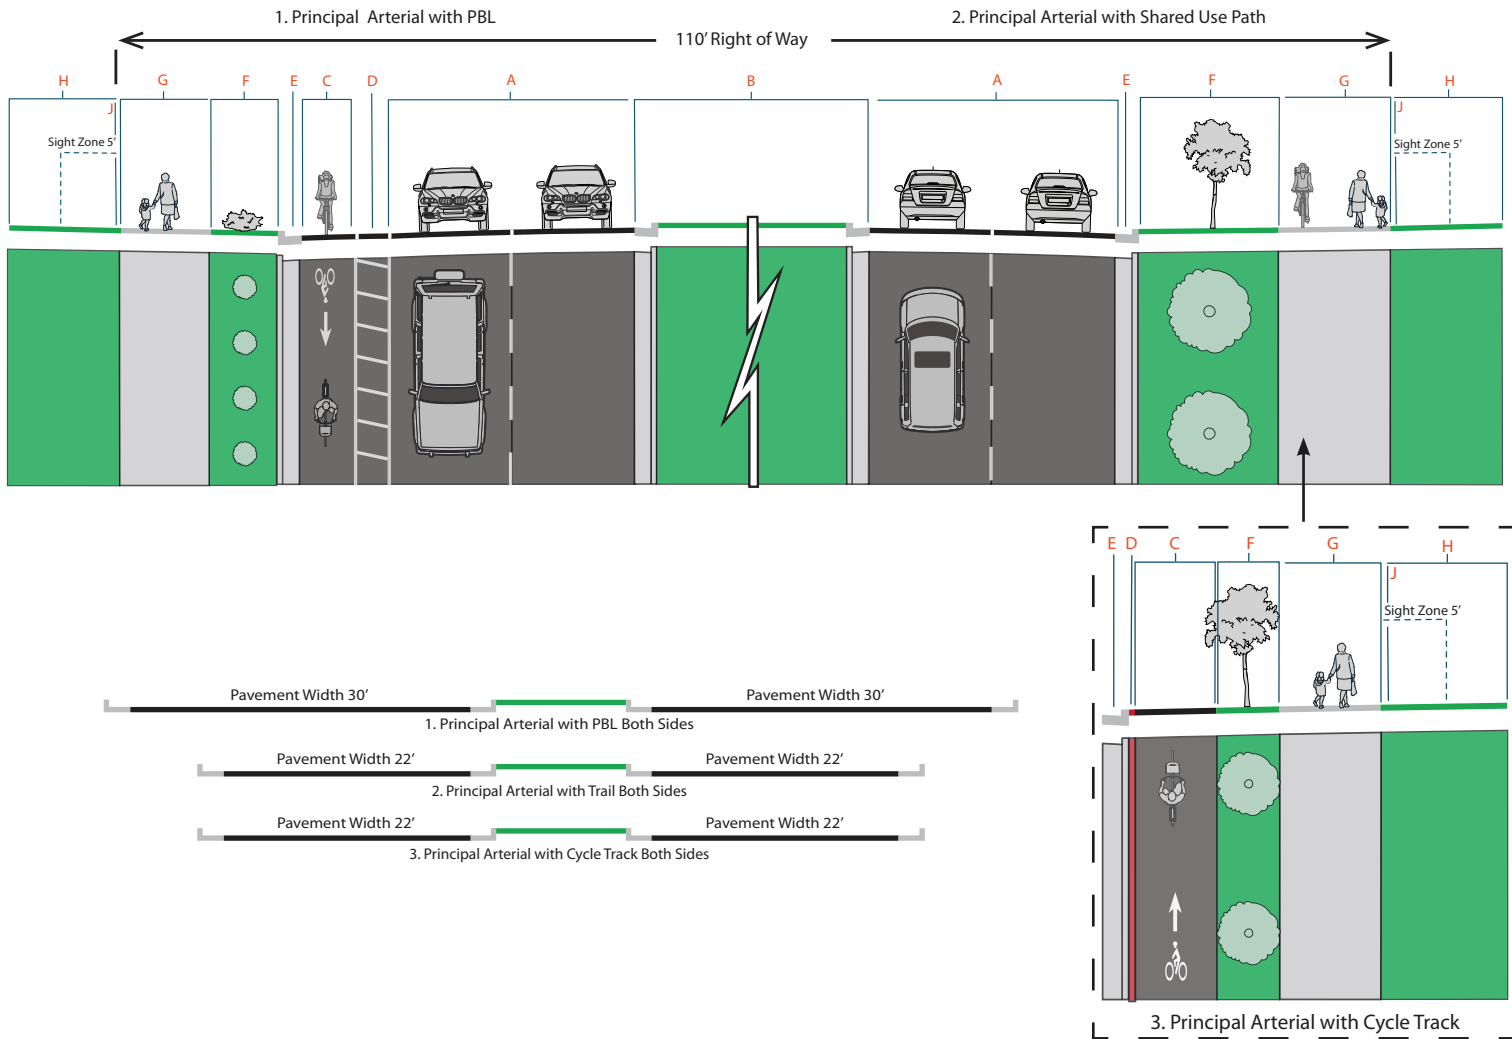 1. Principal Arterial with PBL
2. Principal Arterial with Shared Use Path
110’ Right of Way
H G F E C D A B A E F G H
J J
Sight Zone 5’
Sight Zone 5’
E D C F G H
J
Sight Zone 5’
Pavement Width 30’ Pavement Width 30’
1. Principal Arterial with PBL Both Sides
Pavement Width 22’ Pavement Width 22’
2. Principal Arterial with Trail Both Sides
Pavement Width 22’ Pavement Width 22’
3. Principal Arterial with Cycle Track Both Sides
3. Principal Arterial with Cycle Track